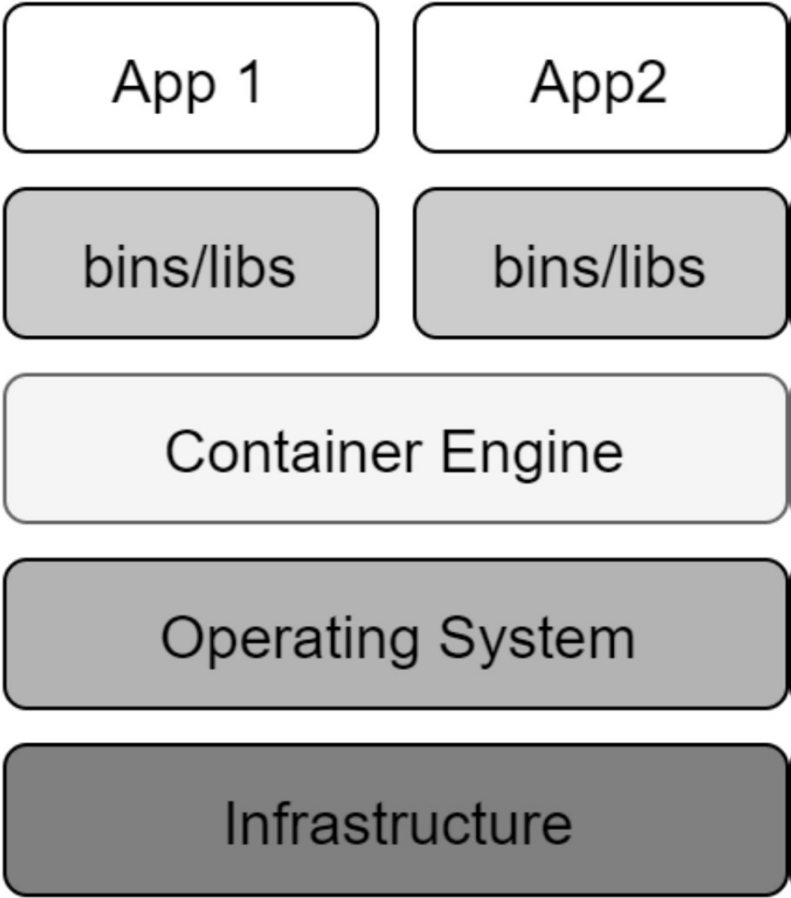 App 1
App2
bins/libs
bins/libs
Container Engine
Operating System
Infrastructure